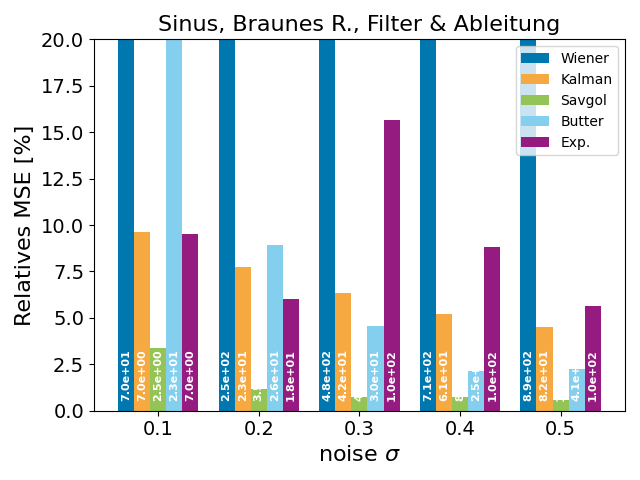 Sinus, Braunes R., Filter & Ableitung
Relatives MSE [%]
20.0
17.5
15.0
12.5
10.0
7.5
5.0
2.5
0.0
Wiener
Kalman
Savgol
Butter
Exp.
7.0e+01
7.0e+00
2.5e+00
2.3e+01
7.0e+00
2.5e+02
2.3e+01
2.6e+01
1.8e+01
4.8e+02
4.2e+01
3.0e+01
1.0e+02
7.1e+02
6.1e+01
1.0e+02
8.9e+02
8.2e+01
1.0e+02
0.1
0.2
0.3
0.4
0.5
noise σ